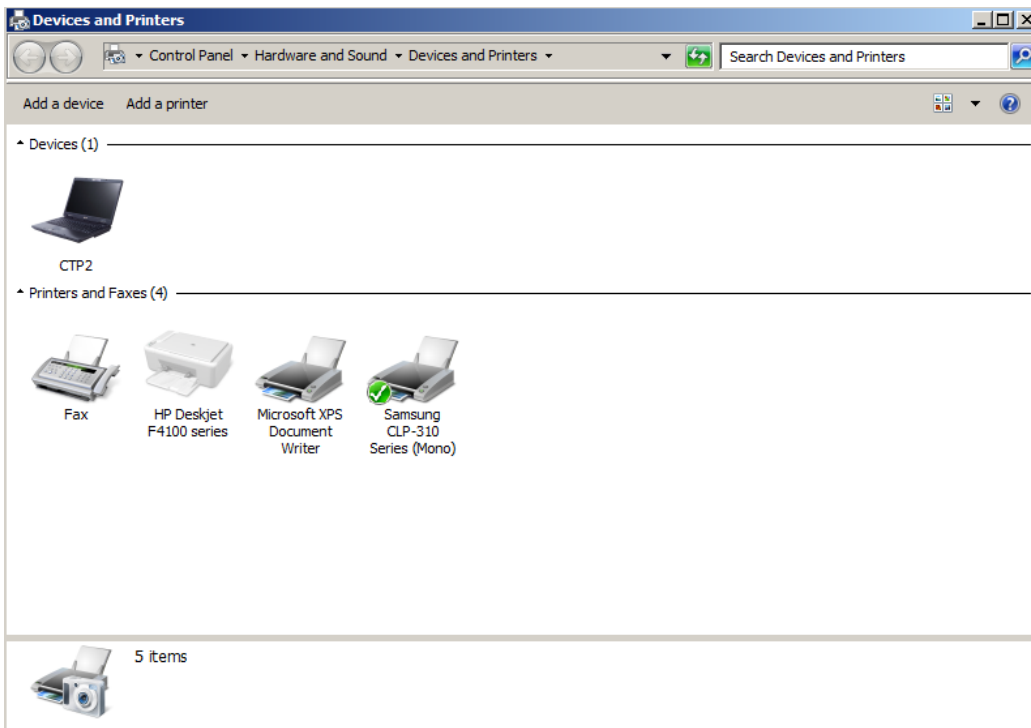 Devices and Printers
Control Panel Hardware and Sound Devices and Printers Search Devices and Printers
Add a device Add a printer
Devices (1)
CTP2
Printers and Faxes (4)
Fax
HP Deskjet
F4100 series
Microsoft XPS
Document
Writer
Samsung
CLP-310
Series (Mono)
5 items